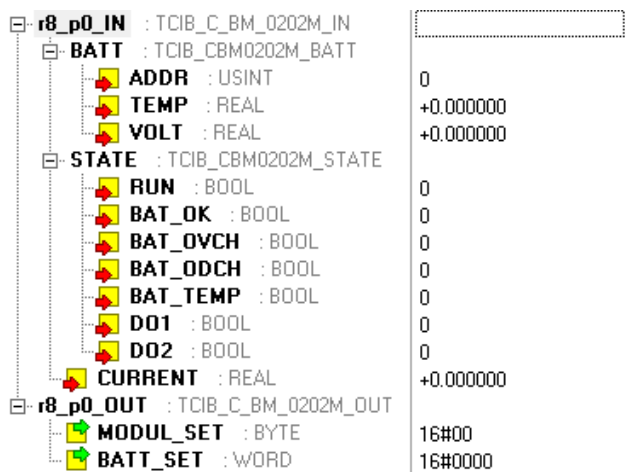 r8_p0_IN : TCIB_C_BM_0202M_IN
BATT : TCIB_CBM0202M_BATT
ADDR : USINT 0
TEMP : REAL +0.000000
VOLT : REAL +0.000000
STATE : TCIB_CBM0202M_STATE
RUN : BOOL 0
BAT_OK : BOOL 0
BAT_OVCH : BOOL 0
BAT_ODCH : BOOL 0
BAT_TEMP : BOOL 0
DO1 : BOOL 0
DO2 : BOOL 0
CURRENT : REAL +0.000000
r8_p0_OUT : TCIB_C_BM_0202M_OUT
MODUL_SET : BYTE 16#00
BATT_SET : WORD 16#0000